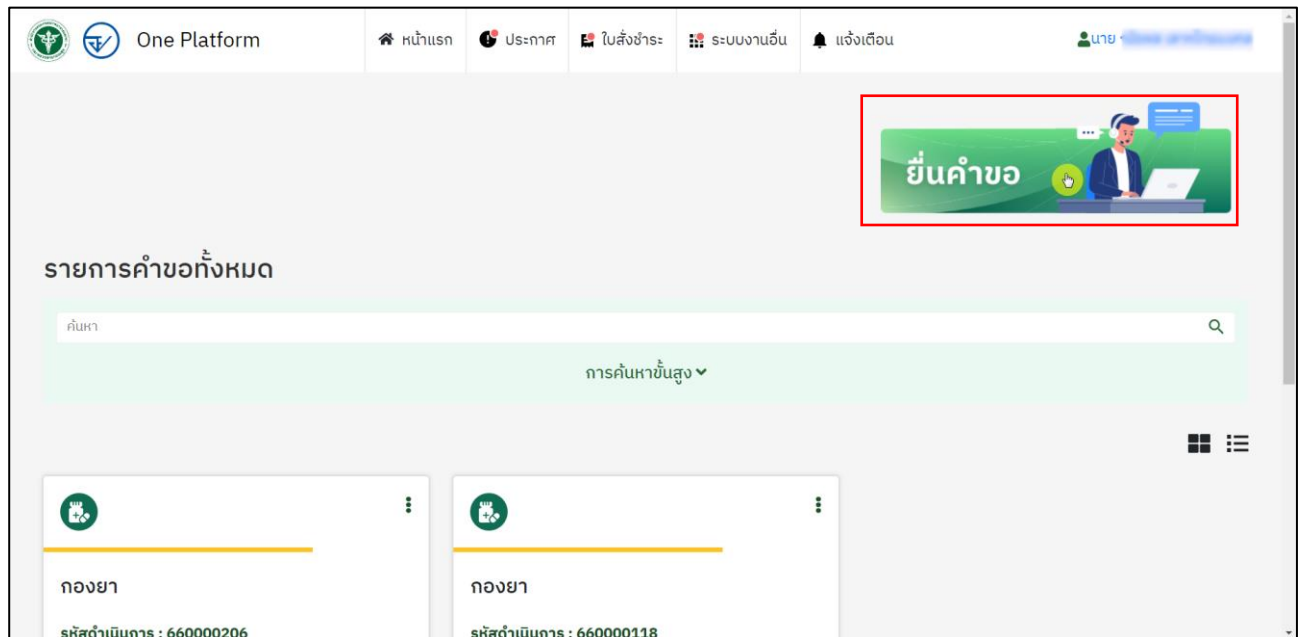 One Platform
หน้าแรก
ประกาศ
ใบสั่งชำระ
ระบบงานอื่น
แจ้งเตือน
นาย
ยื่นคำขอ
รายการคำขอทั้งหมด
ค้นหา
การค้นหาขั้นสูง
กองยา
กองยา
รหัสดำเนินการ : 660000206
รหัสดำเนินการ : 660000118